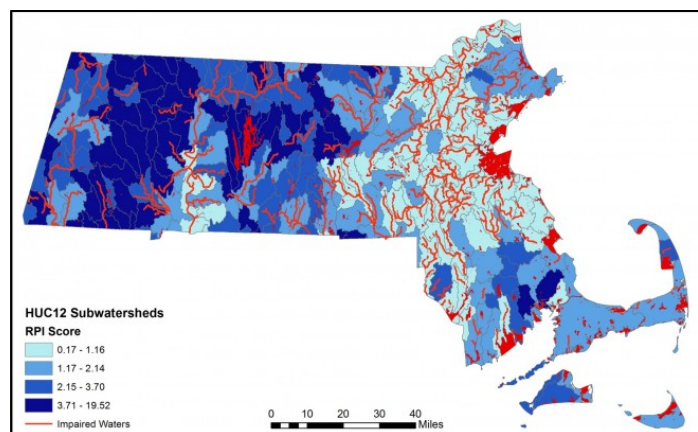 HUC12 Subwatersheds
RPI Score
0.17 - 1.16
1.17 - 2.14
2.15 - 3.70
3.71 - 19.52
Impaired Waters
0 5 10 20 30 40
Miles